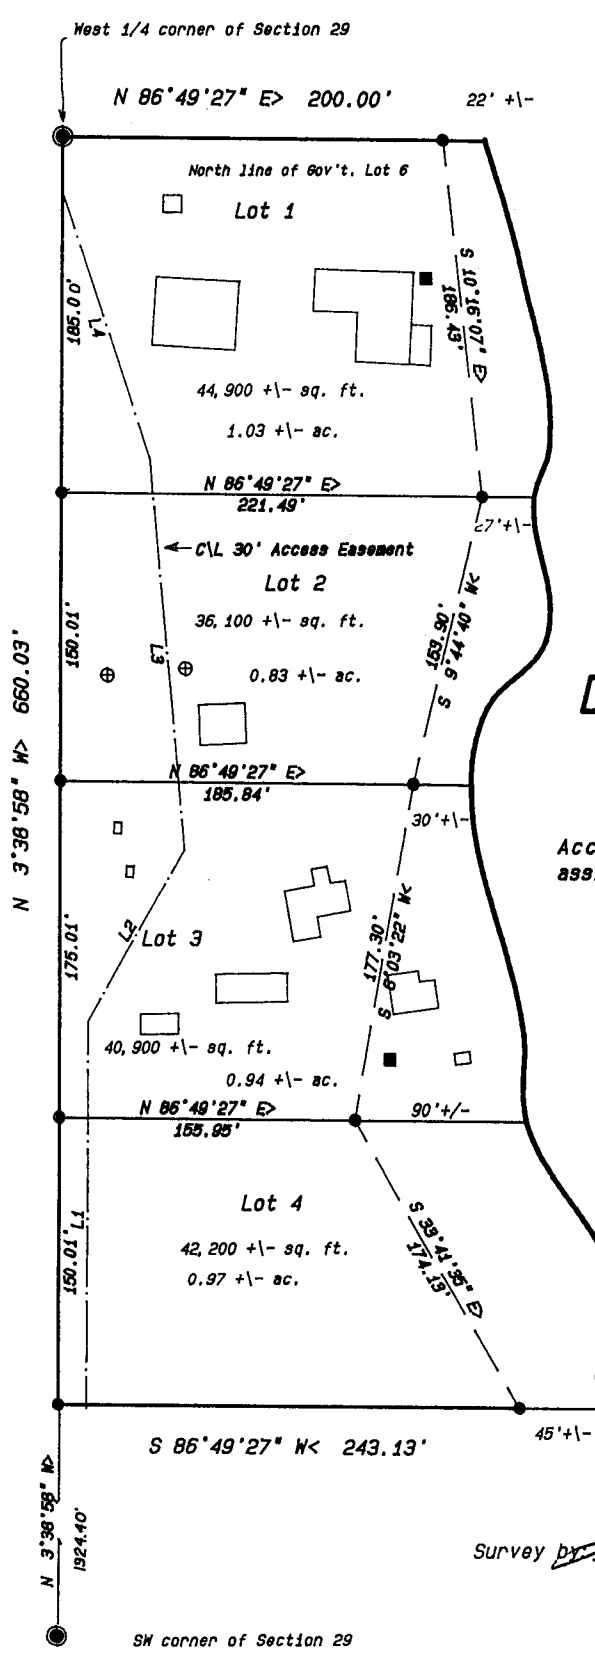 West 1/4 corner of Section 29
N 86°49'27" E> 200.00'
22' +\-
North line of Gov't. Lot 6
Lot 1
185.00'
L4
S 10°16'07" E>
186.43'
44,900 +\- sq. ft.
1.03 +\- ac.
N 86°49'27" E>
221.49'
27'+\-
C\L 30' Access Easement
Lot 2
36,100 +\- sq. ft.
150.01'
L3
0.83 +\- ac.
S 9°44'40" W<
N 3°38'58" W> 660.03'
N 86°49'27" E>
185.84'
30'+\-
Acc
ass
L2
Lot 3
175.01'
177.30'
S 8°03'22" W<
40,900 +\- sq. ft.
0.94 +\- ac.
N 86°49'27" E>
155.95'
90'+/-
Lot 4
L1
150.01'
42,200 +\- sq. ft.
0.97 +\- ac.
S 33°41'35" E>
174.13'
S 86°49'27" W< 243.13'
45'+\-
N 3°38'58" W>
1924.40'
Survey by:
SW corner of Section 29